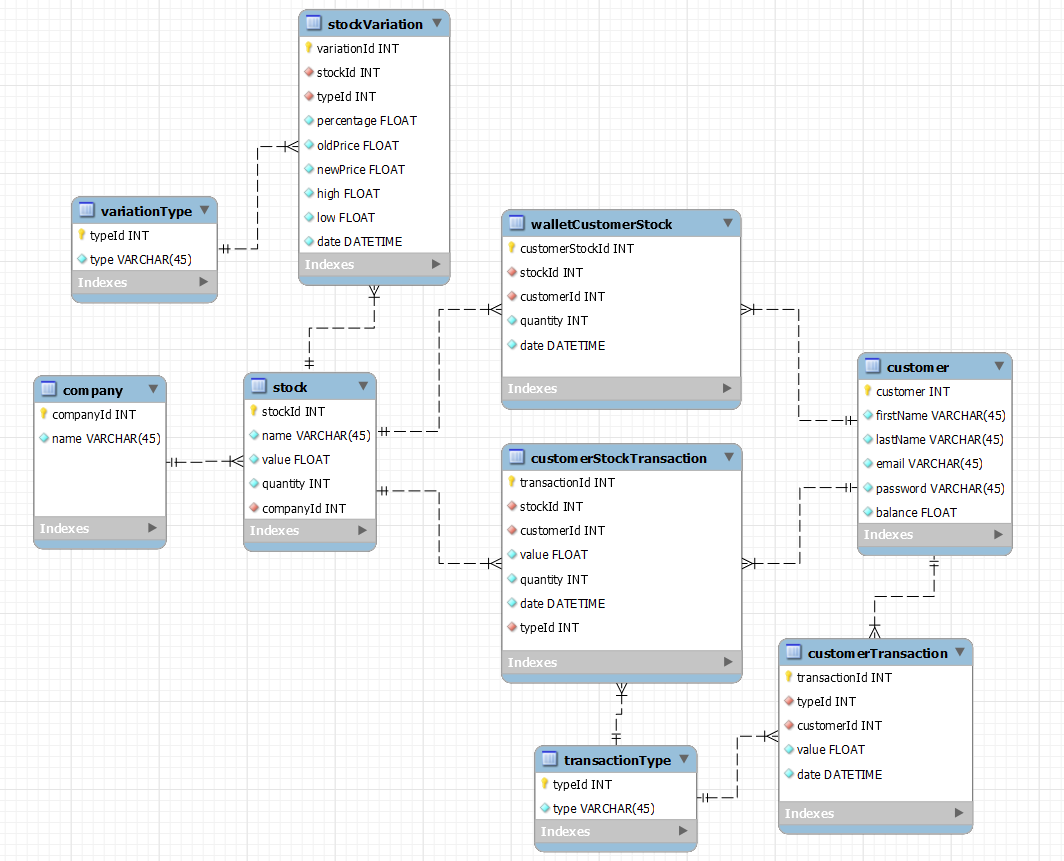 stockVariation
variationId INT
stockId INT
typeId INT
percentage FLOAT
oldPrice FLOAT
newPrice FLOAT
high FLOAT
low FLOAT
date DATETIME
Indexes
variationType
typeId INT
type VARCHAR(45)
Indexes
walletCustomerStock
customerStockId INT
stockId INT
customerId INT
quantity INT
date DATETIME
Indexes
company
companyId INT
name VARCHAR(45)
Indexes
stock
stockId INT
name VARCHAR(45)
value FLOAT
quantity INT
companyId INT
Indexes
customer
customer INT
firstName VARCHAR(45)
lastName VARCHAR(45)
email VARCHAR(45)
password VARCHAR(45)
balance FLOAT
Indexes
customerStockTransaction
transactionId INT
stockId INT
customerId INT
value FLOAT
quantity INT
date DATETIME
typeId INT
Indexes
customerTransaction
transactionId INT
typeId INT
customerId INT
value FLOAT
date DATETIME
Indexes
transactionType
typeId INT
type VARCHAR(45)
Indexes